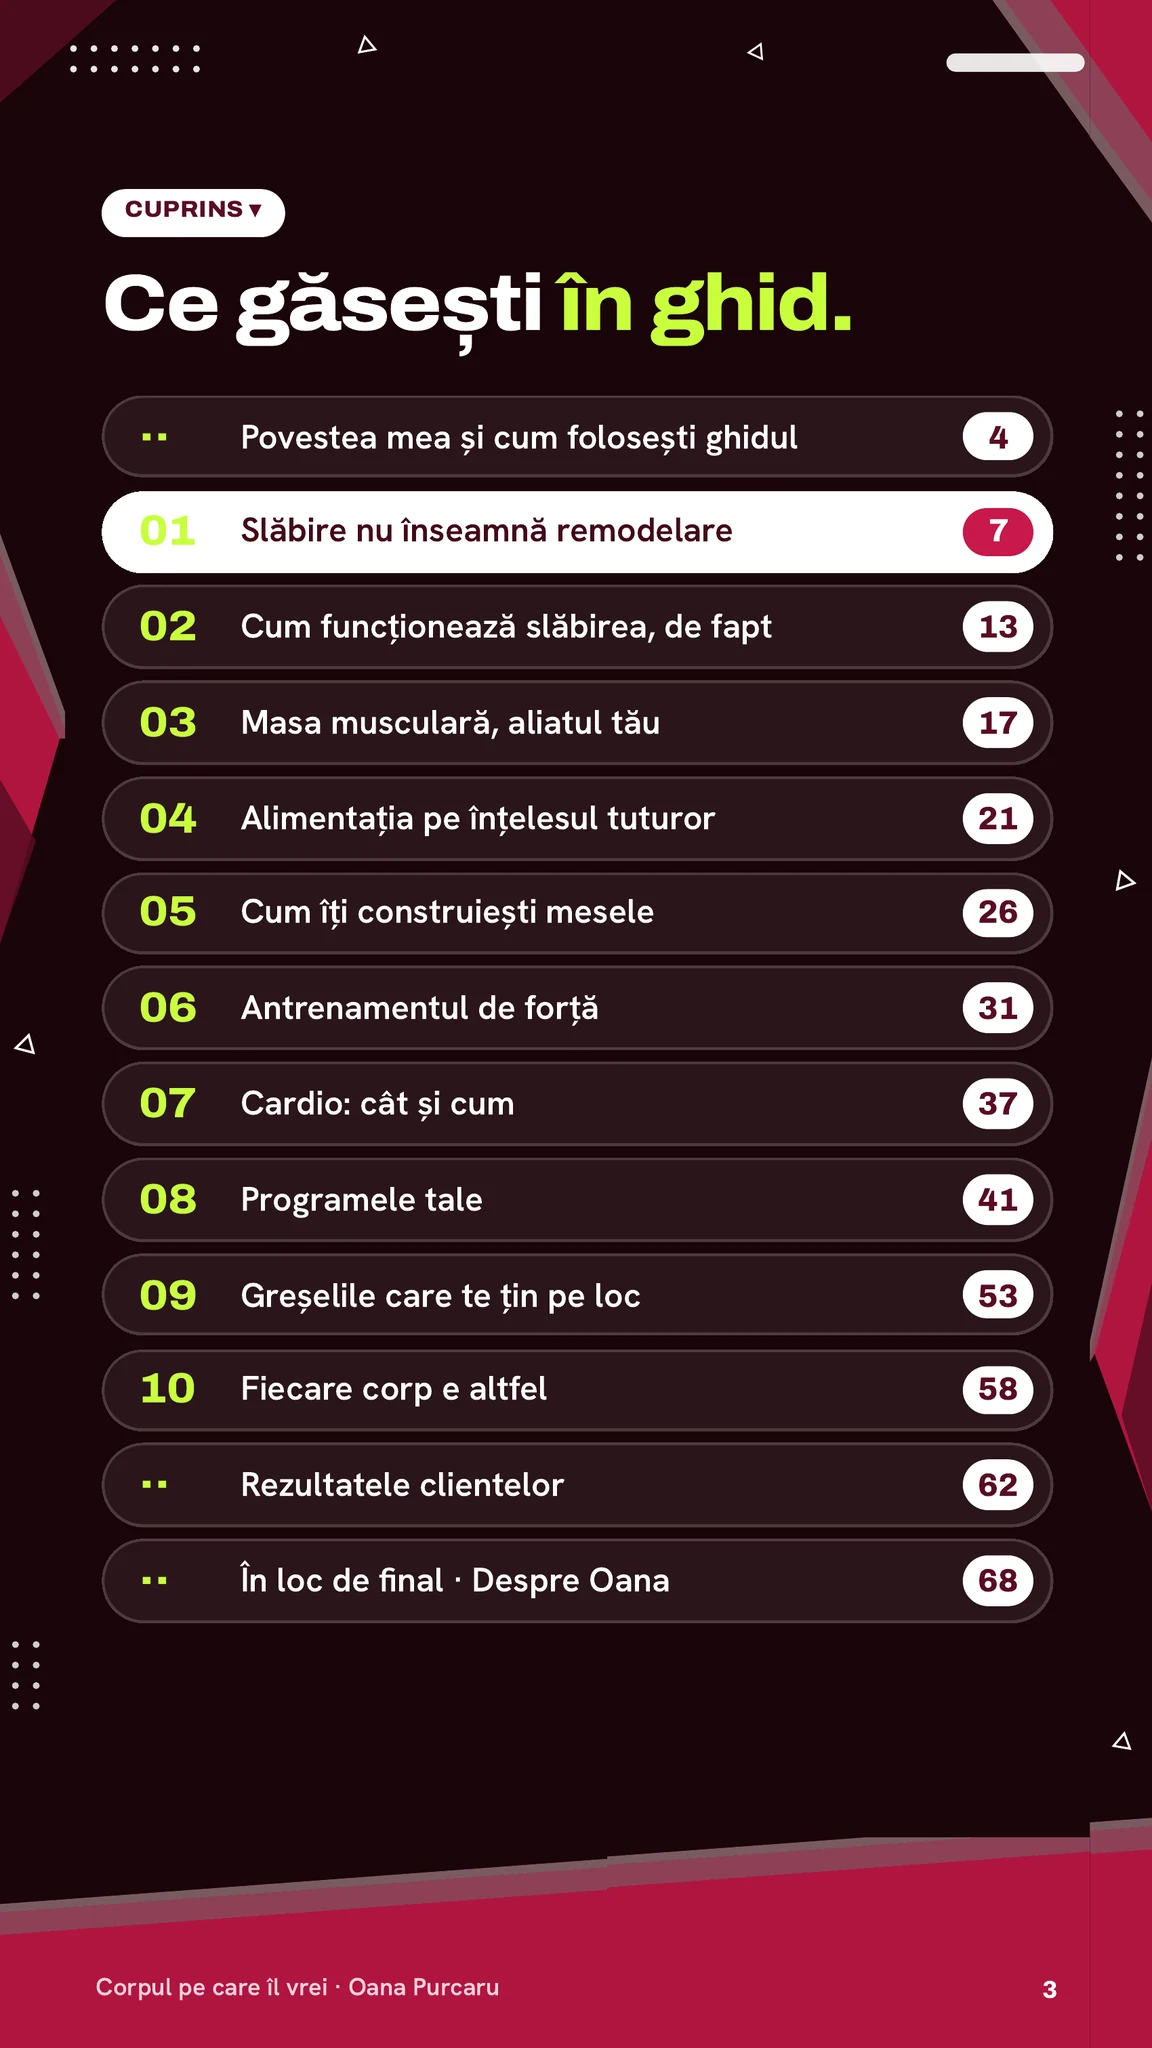 CUPRINS ▾
Ce găsești în ghid.
·· Povestea mea și cum folosești ghidul 4
01 Slăbire nu înseamnă remodelare 7
02 Cum funcționează slăbirea, de fapt 13
03 Masa musculară, aliatul tău 17
04 Alimentația pe înțelesul tuturor 21
05 Cum îți construiești mesele 26
06 Antrenamentul de forță 31
07 Cardio: cât și cum 37
08 Programele tale 41
09 Greșelile care te țin pe loc 53
10 Fiecare corp e altfel 58
·· Rezultatele clientelor 62
·· În loc de final · Despre Oana 68
Corpul pe care îl vrei · Oana Purcaru 3